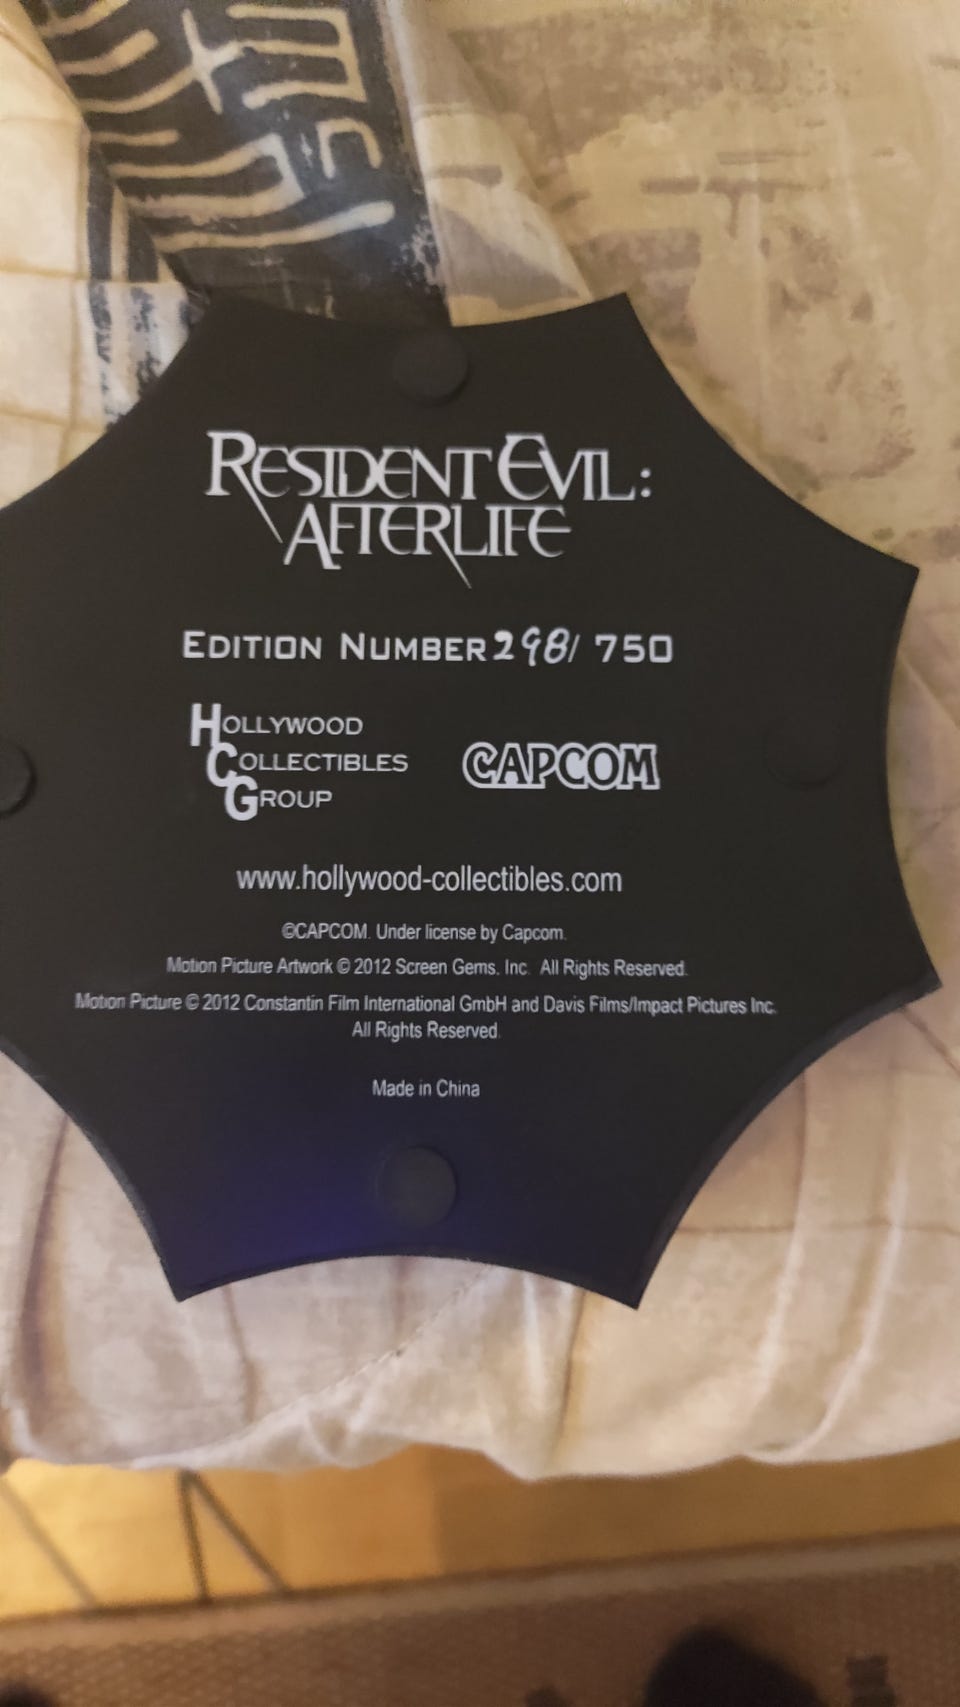 RESIDENT EVIL:
AFTERLIFE
EDITION NUMBER 298/ 750
HOLLYWOOD
COLLECTIBLES
GROUP
CAPCOM
www.hollywood-collectibles.com
©CAPCOM. Under license by Capcom.
Motion Picture Artwork © 2012 Screen Gems, Inc. All Rights Reserved.
Motion Picture © 2012 Constantin Film International GmbH and Davis Films/Impact Pictures Inc.
All Rights Reserved.
Made in China